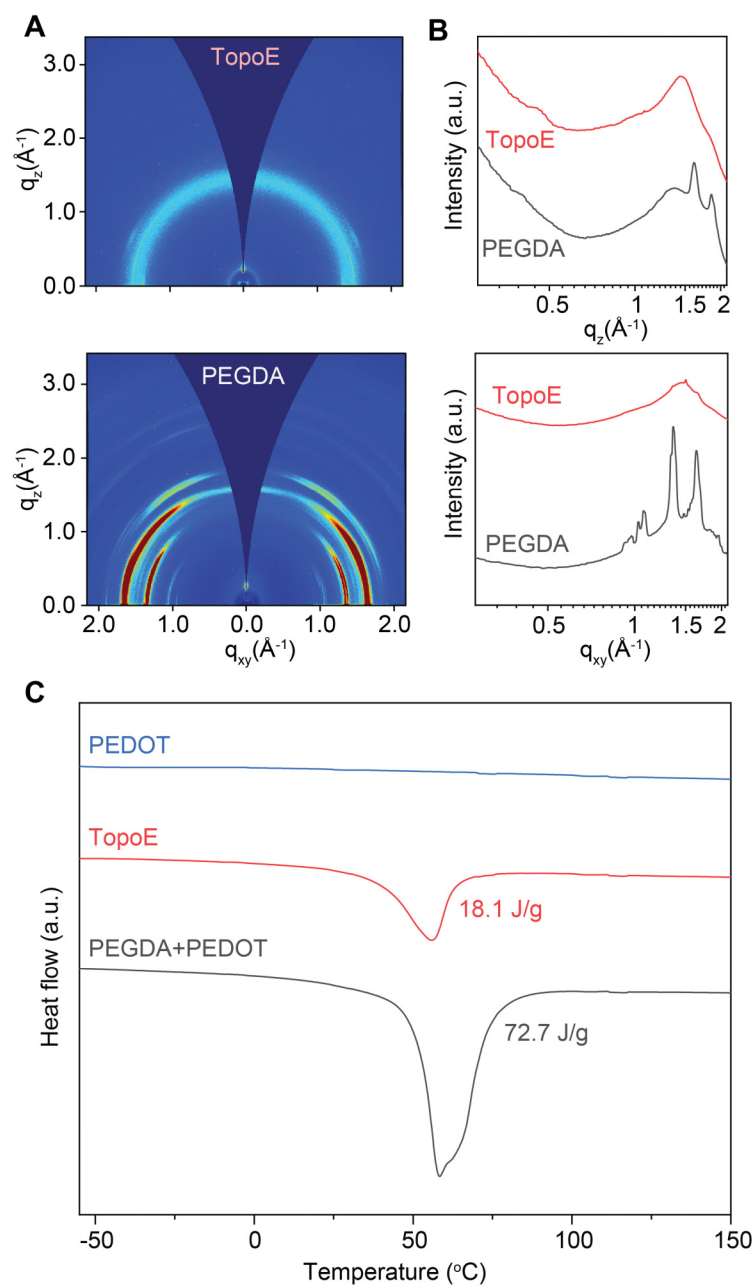 A
TopoE
3.0
2.0
1.0
0.0
qz(Å-1)
PEGDA
3.0
2.0
1.0
0.0
qz(Å-1)
2.0 1.0 0.0 1.0 2.0
qxy(Å-1)
B
TopoE
PEGDA
Intensity (a.u.)
0.5 1 1.5 2
qz(Å-1)
TopoE
PEGDA
Intensity (a.u.)
0.5 1 1.5 2
qxy(Å-1)
C
PEDOT
TopoE
18.1 J/g
PEGDA+PEDOT
72.7 J/g
Heat flow (a.u.)
-50 0 50 100 150
Temperature (oC)